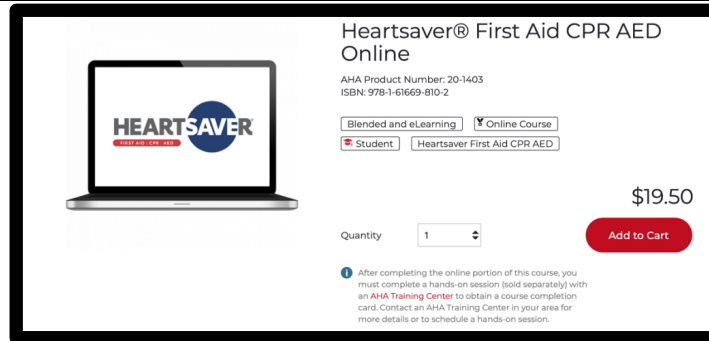 Heartsaver® First Aid CPR AED
Online
AHA Product Number: 20-1403
ISBN: 978-1-61669-810-2
Blended and eLearning
Online Course
Student
Heartsaver First Aid CPR AED
HEARTSAVER
FIRST AID | CPR | AED
$19.50
Quantity
1
Add to Cart
After completing the online portion of this course, you
must complete a hands-on session (sold separately) with
an AHA Training Center to obtain a course completion
card. Contact an AHA Training Center in your area for
more details or to schedule a hands-on session.